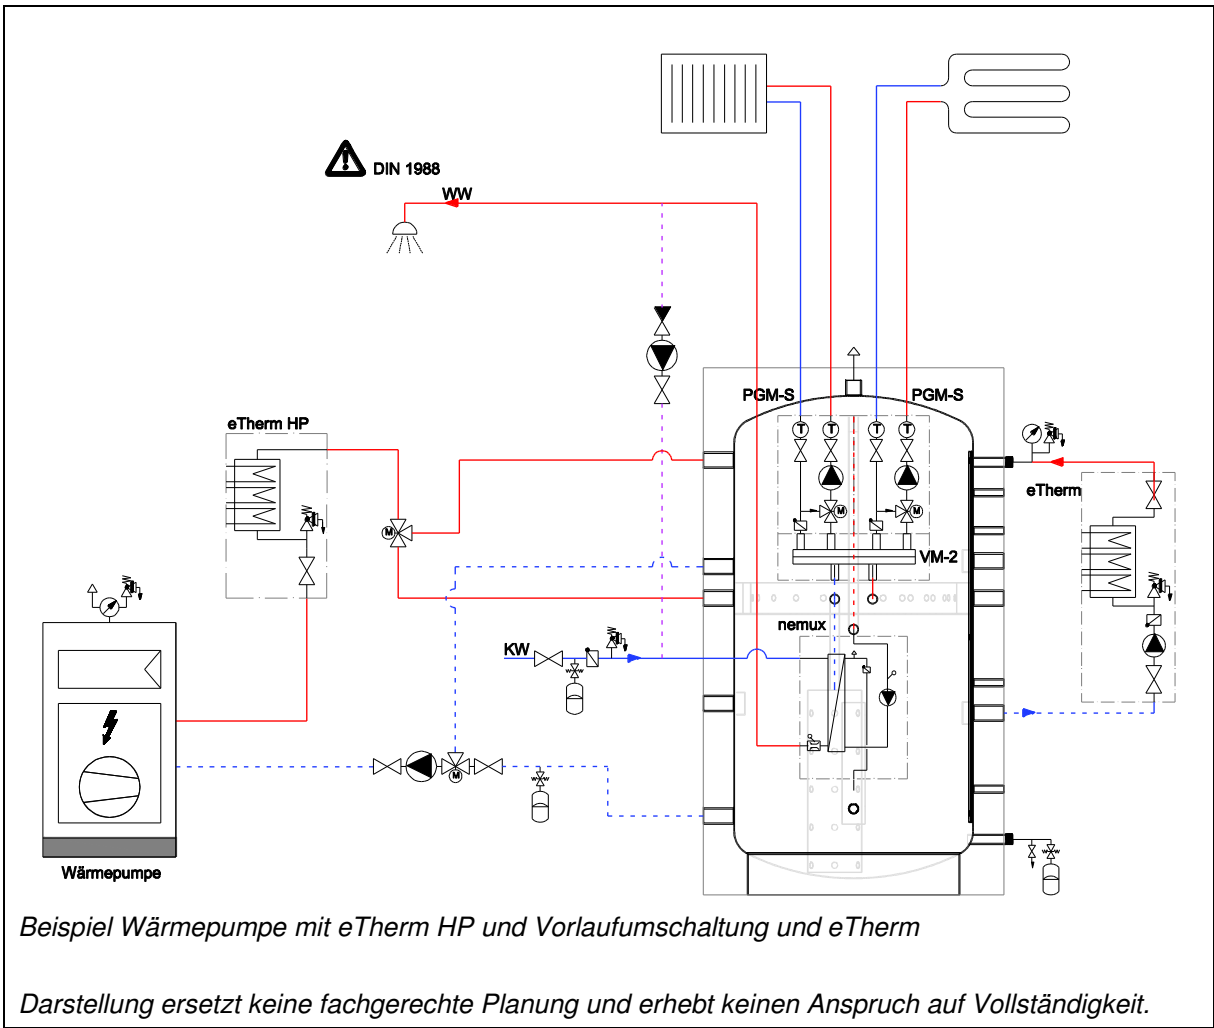 DIN 1988
WW
PGM-S
PGM-S
eTherm HP
T
T
T
T
eTherm
M
M
M
VM-2
nemux
KW
M
Wärmepumpe
Beispiel Wärmepumpe mit eTherm HP und Vorlaufumschaltung und eTherm
Darstellung ersetzt keine fachgerechte Planung und erhebt keinen Anspruch auf Vollständigkeit.